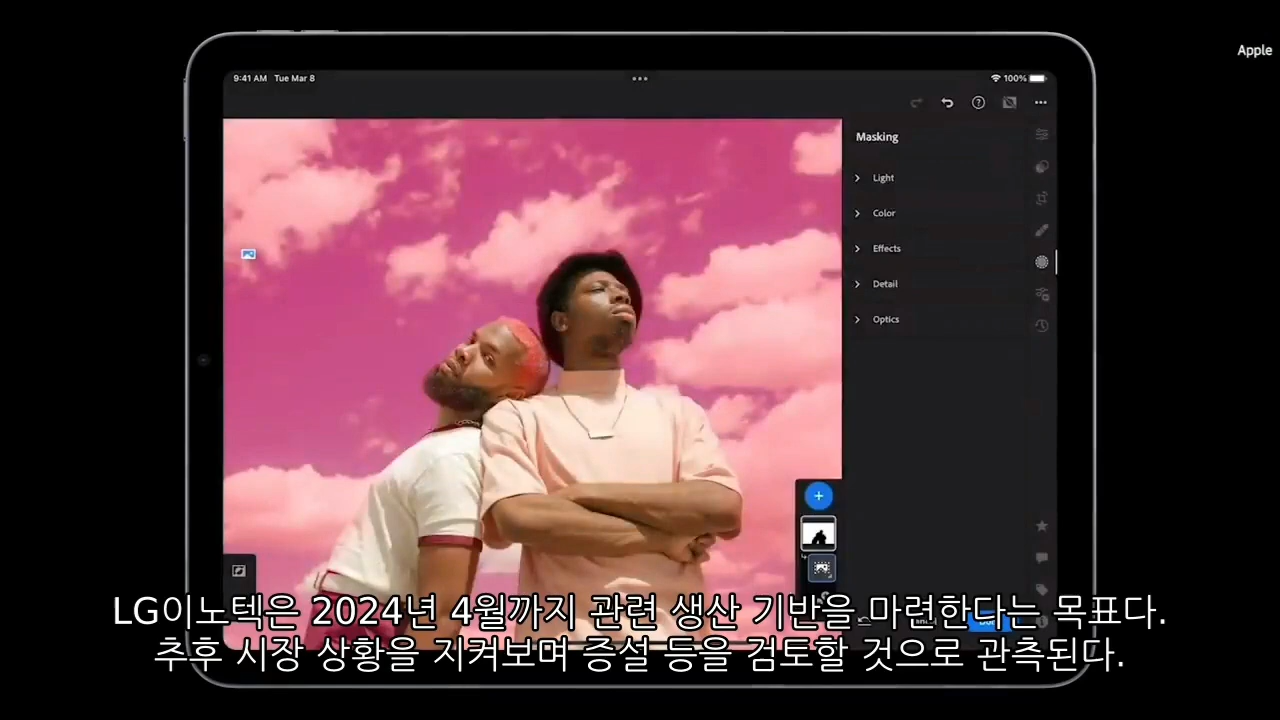 Apple
9:41 AM Tue Mar 8
100%
Masking
Light
Color
Effects
Detail
Optics
LG이노텍은 2024년 4월까지 관련 생산 기반을 마련한다는 목표다.
추후 시장 상황을 지켜보며 증설 등을 검토할 것으로 관측된다.